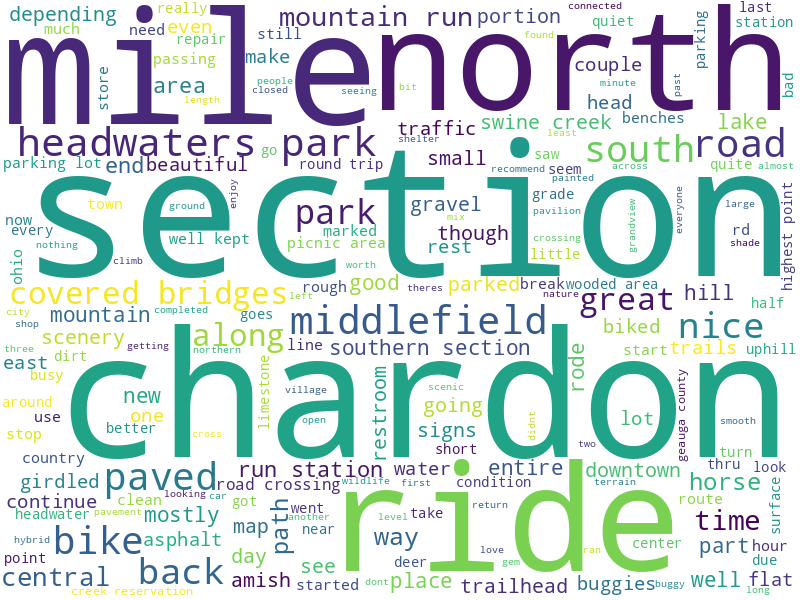 depending really connected last
much need even mountain run portion quiet station
repair still found couple parking
mile north
store passing make people
area closed seeing bit minute past bad
length head benches
headwaters park traffic swine creek lake
go saw least south road
parking lot end beautiful round trip small recommend seem quite almost
section
town ground enjoy park shelter gravel grade across painted everyone large
now every well kept marked though pavilion mix little crossing grandview rd shade
nothing picnic area rest highest point
ohio climb worth
covered bridges rough good theres parked break wooded area
left nature great hill half
city mountain completed goes middlefield nice
shop scenery along biked
three getting northern line southern section rode start trails uphill
east dirt limestone
chardon
busy new village restroom scenic geauga county
around one open going didnt lot smooth
stop use better cross signs two turn
country short
girdled road crossing run station water entire downtown thru look
paved looking car wildlife first condition terrain horse
continue clean got path
headwater pavement mostly map went another take return ride route surface
hybrid bike asphalt near level center time
point day way love gem ran part hour
central back see deer due
amish started dont place trailhead buggies buggy well flat
creek reservation long